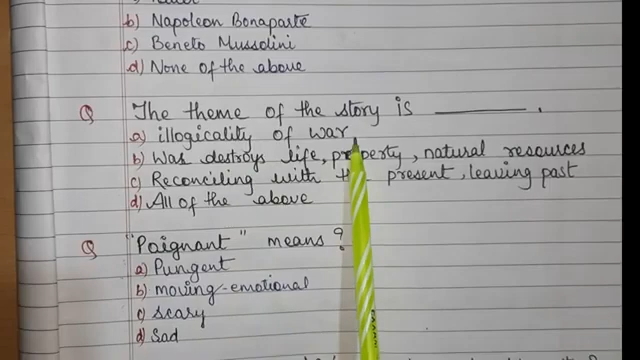 b) Napoleon Bonaparte
c) Beneto Mussolini
d) None of the above
Q The theme of the story is ______ .
a) illogicality of war
b) Was destroys life, property, natural resources
c) Reconciling with the present, leaving past
d) All of the above
Q "Poignant" means ?
a) Pungent
b) moving-emotional
c) scary
d) Sad